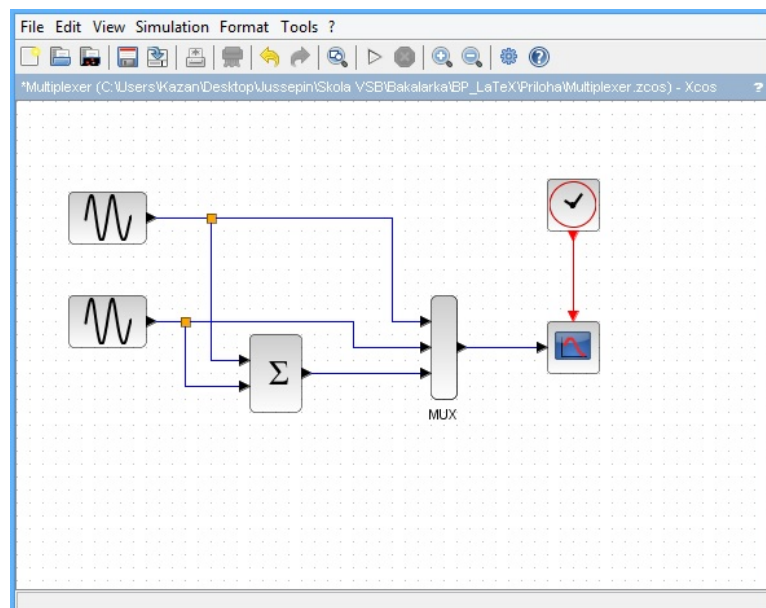 File Edit View Simulation Format Tools ?
*Multiplexer (C:\Users\Kazan\Desktop\Jussepin\Skola VSB\Bakalarka\BP_LaTeX\Priloha\Multiplexer.zcos) - Xcos ?
Σ
MUX